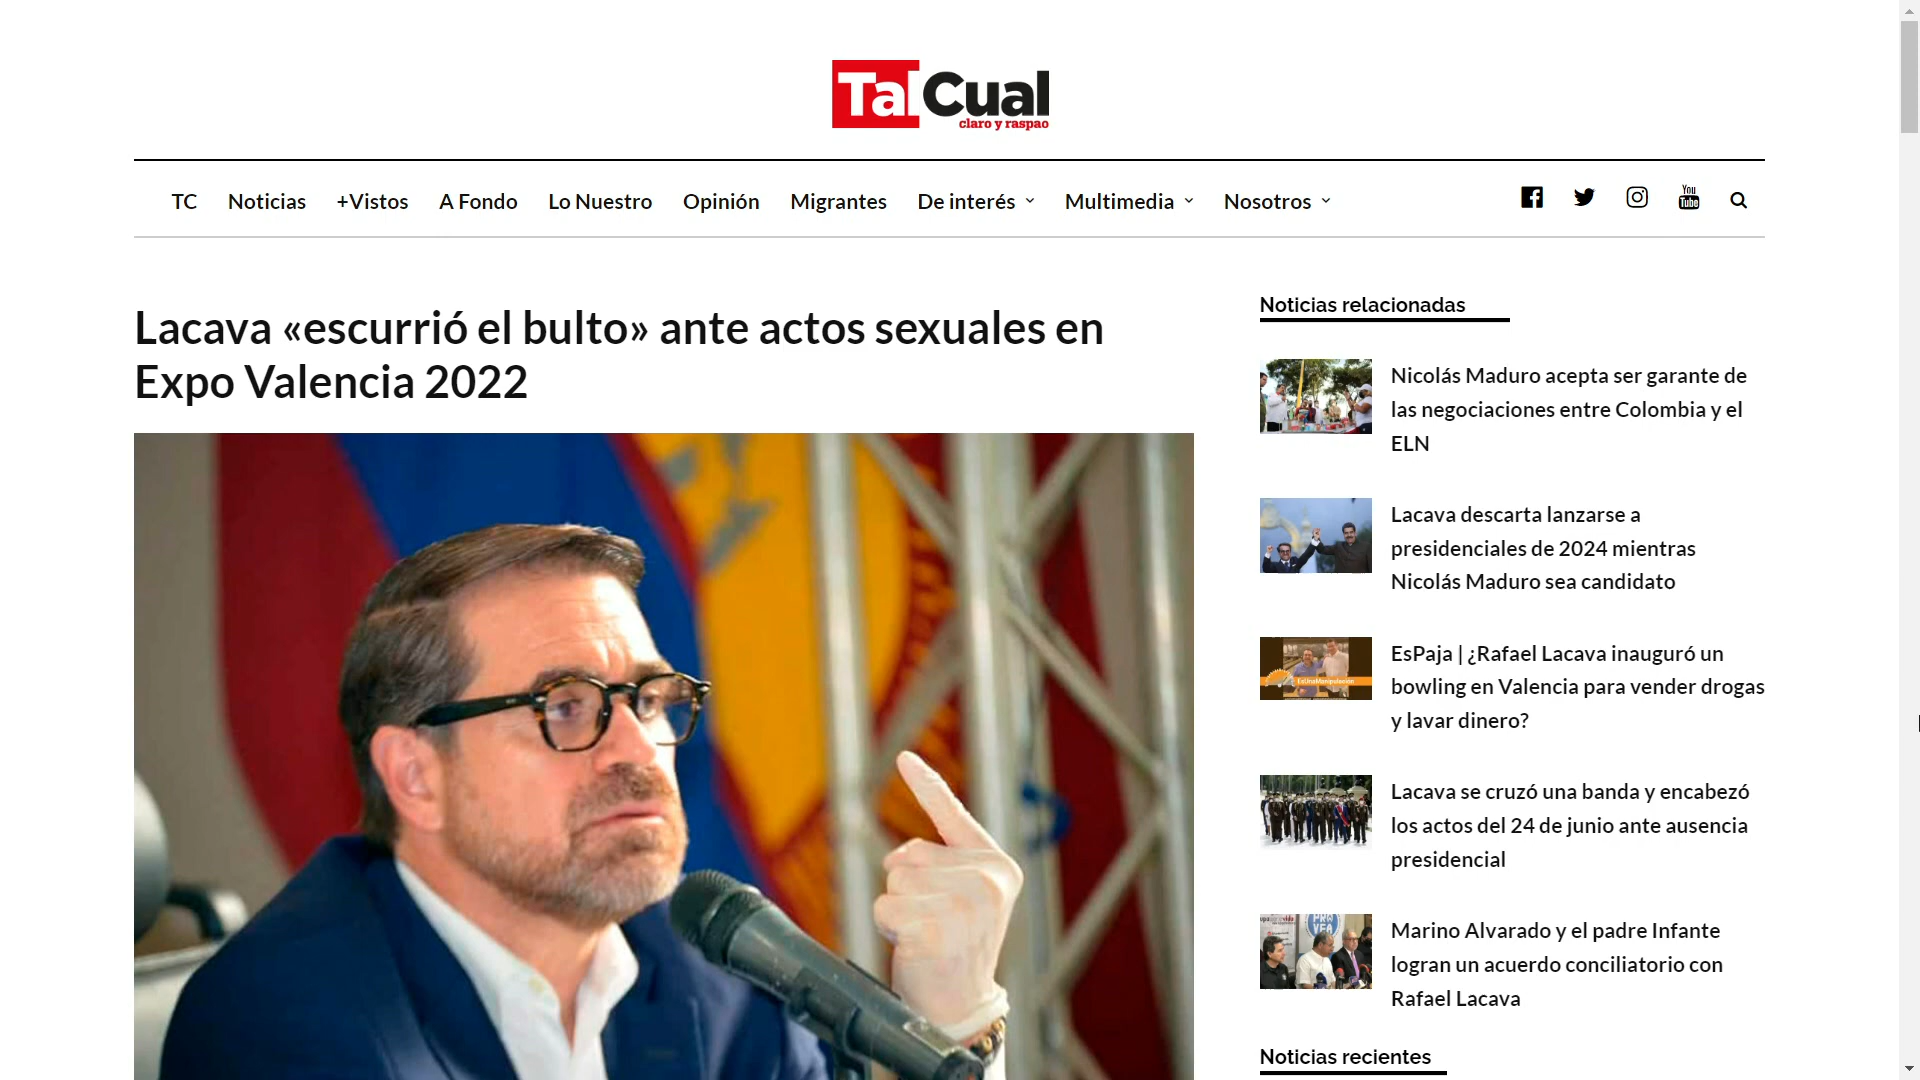 TalCual
claro y raspao
TC Noticias +Vistos A Fondo Lo Nuestro Opinión Migrantes De interés Multimedia Nosotros
You
Tube
Lacava «escurrió el bulto» ante actos sexuales en
Expo Valencia 2022
Noticias relacionadas
Nicolás Maduro acepta ser garante de
las negociaciones entre Colombia y el
ELN
Lacava descarta lanzarse a
presidenciales de 2024 mientras
Nicolás Maduro sea candidato
EsUnaManipulación
EsPaja | ¿Rafael Lacava inauguró un
bowling en Valencia para vender drogas
y lavar dinero?
Lacava se cruzó una banda y encabezó
los actos del 24 de junio ante ausencia
presidencial
Marino Alvarado y el padre Infante
logran un acuerdo conciliatorio con
Rafael Lacava
Noticias recientes